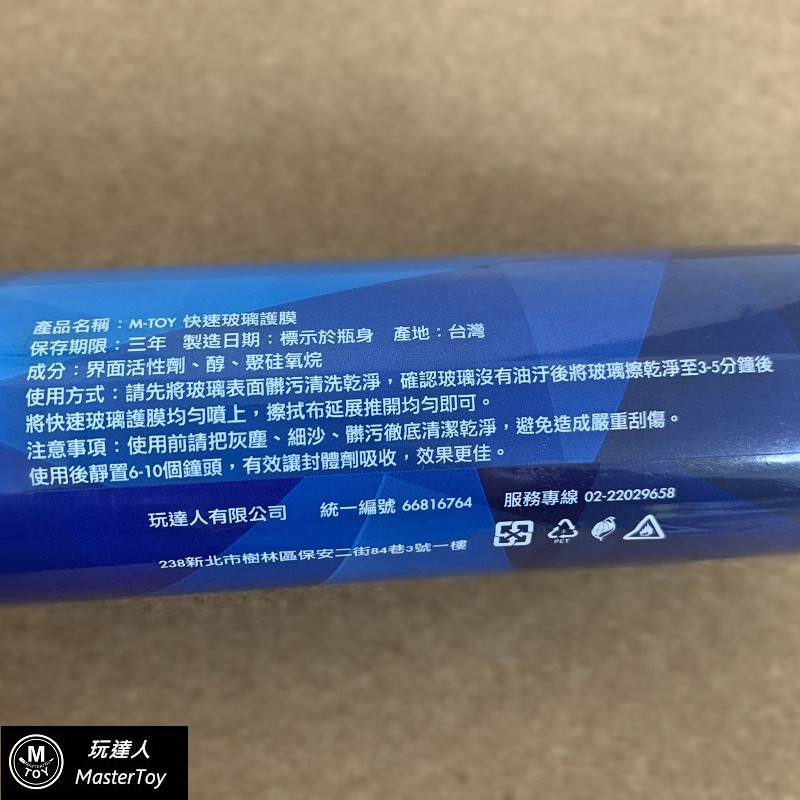 產品名稱：M-TOY 快速玻璃護膜
保存期限：三年 製造日期：標示於瓶身 產地：台灣
成分：界面活性劑、醇、聚硅氧烷
使用方式：請先將玻璃表面髒污清洗乾淨，確認玻璃沒有油汙後將玻璃擦乾淨至3-5分鐘後
將快速玻璃護膜均勻噴上，擦拭布延展推開均勻即可。
注意事項：使用前請把灰塵、細沙、髒污徹底清潔乾淨，避免造成嚴重刮傷。
使用後靜置6-10個鐘頭，有效讓封體劑吸收，效果更佳。
玩達人有限公司 統一編號 66816764 服務專線 02-22029658
238新北市樹林區保安二街84巷3號一樓
PET
M
TOY
玩達人
MasterToy